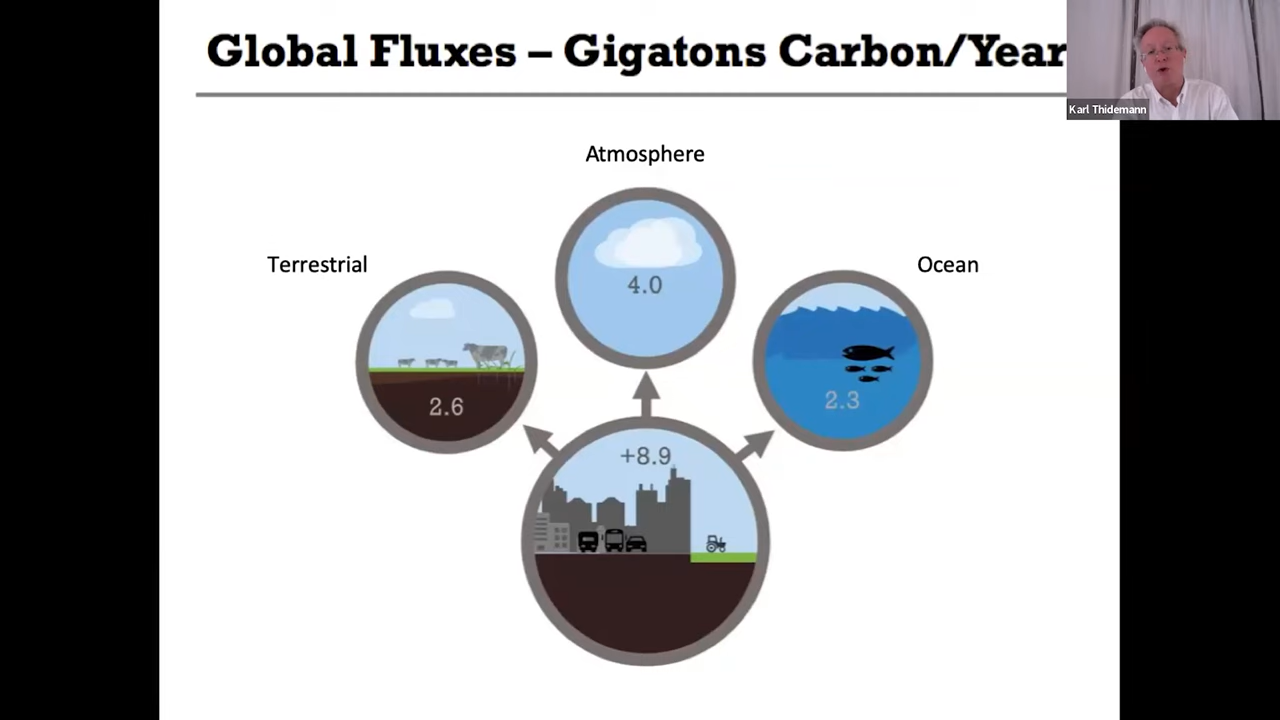 Global Fluxes – Gigatons Carbon/Year
Karl Thidemann
Atmosphere
Terrestrial
Ocean
4.0
2.6
2.3
+8.9